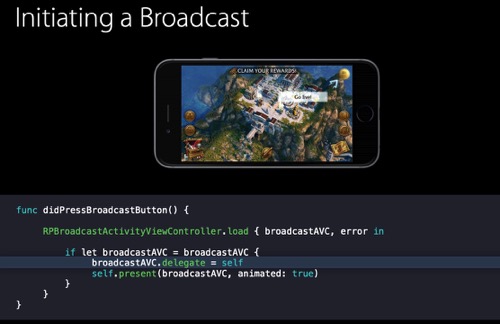 Initiating a Broadcast
CLAIM YOUR REWARDS!
Go live!
func didPressBroadcastButton() {
RPBroadcastActivityViewController.load { broadcastAVC, error in
if let broadcastAVC = broadcastAVC {
broadcastAVC.delegate = self
self.present(broadcastAVC, animated: true)
}
}
}